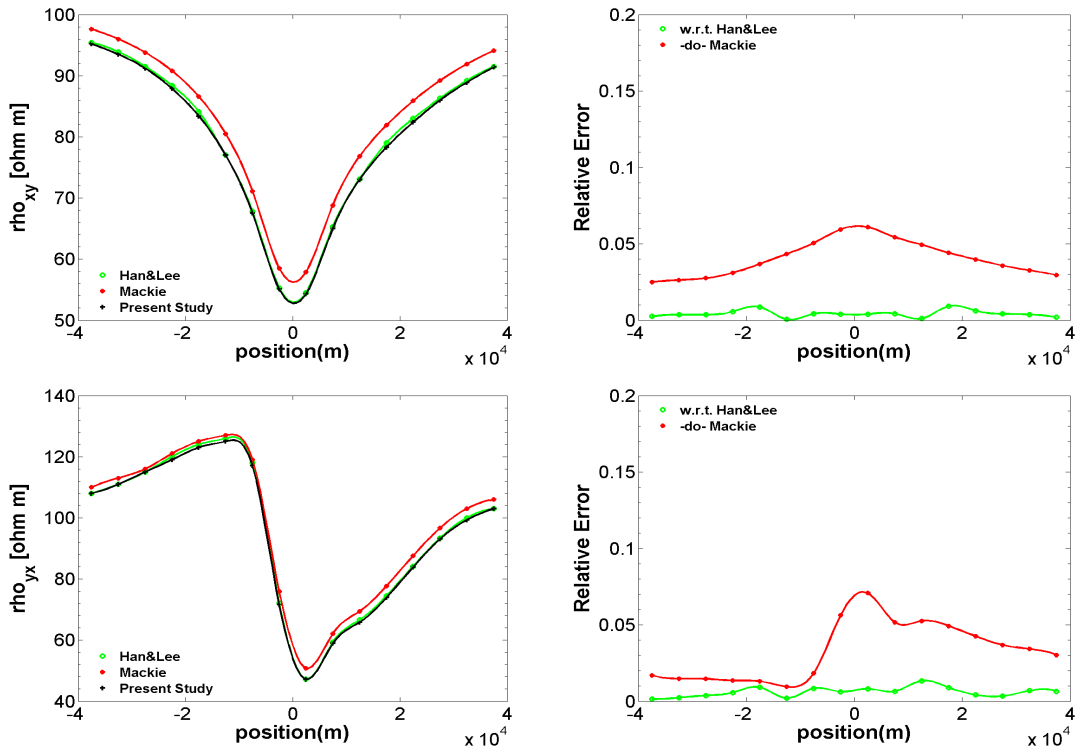 100
90
80
70
60
50
rho_xy [ohm m]
Han&Lee
Mackie
Present Study
-4 -2 0 2 4
position(m)
x 10^4
0.2
0.15
0.1
0.05
0
Relative Error
w.r.t. Han&Lee
-do- Mackie
-4 -2 0 2 4
position(m)
x 10^4
140
120
100
80
60
40
rho_yx [ohm m]
Han&Lee
Mackie
Present Study
-4 -2 0 2 4
position(m)
x 10^4
0.2
0.15
0.1
0.05
0
Relative Error
w.r.t. Han&Lee
-do- Mackie
-4 -2 0 2 4
position(m)
x 10^4